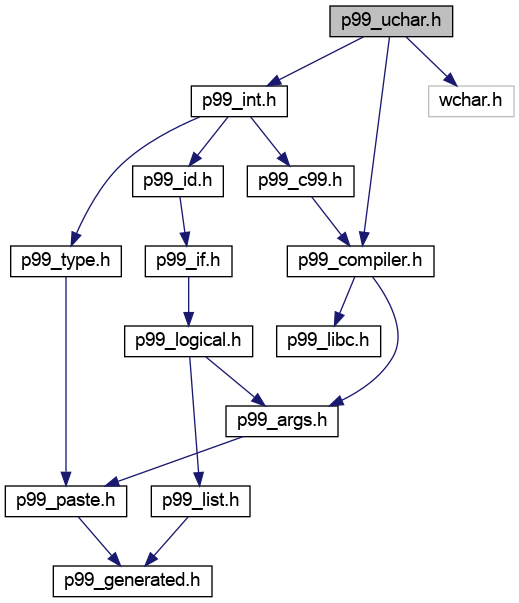 p99_uchar.h
p99_int.h
wchar.h
p99_id.h
p99_c99.h
p99_type.h
p99_if.h
p99_compiler.h
p99_logical.h
p99_libc.h
p99_args.h
p99_paste.h
p99_list.h
p99_generated.h